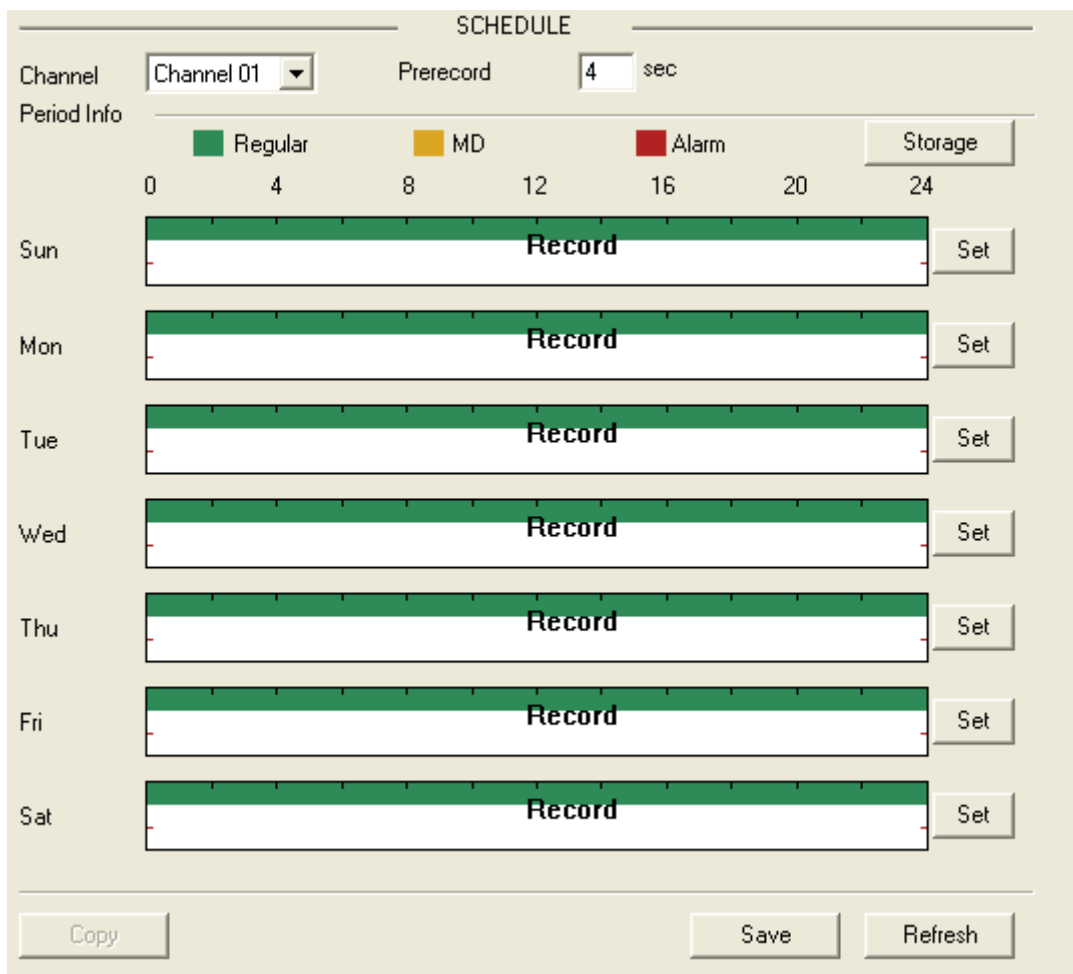 SCHEDULE
Channel Channel 01 Prerecord 4 sec
Period Info
Regular MD Alarm Storage
0 4 8 12 16 20 24
Sun Record Set
Mon Record Set
Tue Record Set
Wed Record Set
Thu Record Set
Fri Record Set
Sat Record Set
Copy Save Refresh